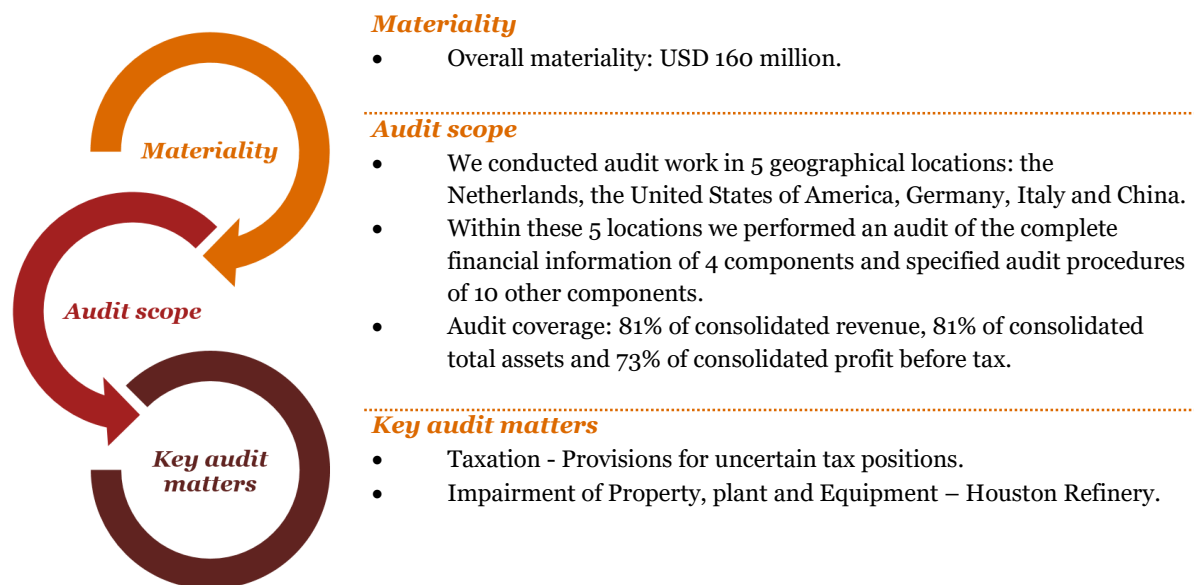 Materiality
Audit scope
Key audit
matters
Materiality
• Overall materiality: USD 160 million.
Audit scope
• We conducted audit work in 5 geographical locations: the
Netherlands, the United States of America, Germany, Italy and China.
• Within these 5 locations we performed an audit of the complete
financial information of 4 components and specified audit procedures
of 10 other components.
• Audit coverage: 81% of consolidated revenue, 81% of consolidated
total assets and 73% of consolidated profit before tax.
Key audit matters
• Taxation - Provisions for uncertain tax positions.
• Impairment of Property, plant and Equipment – Houston Refinery.